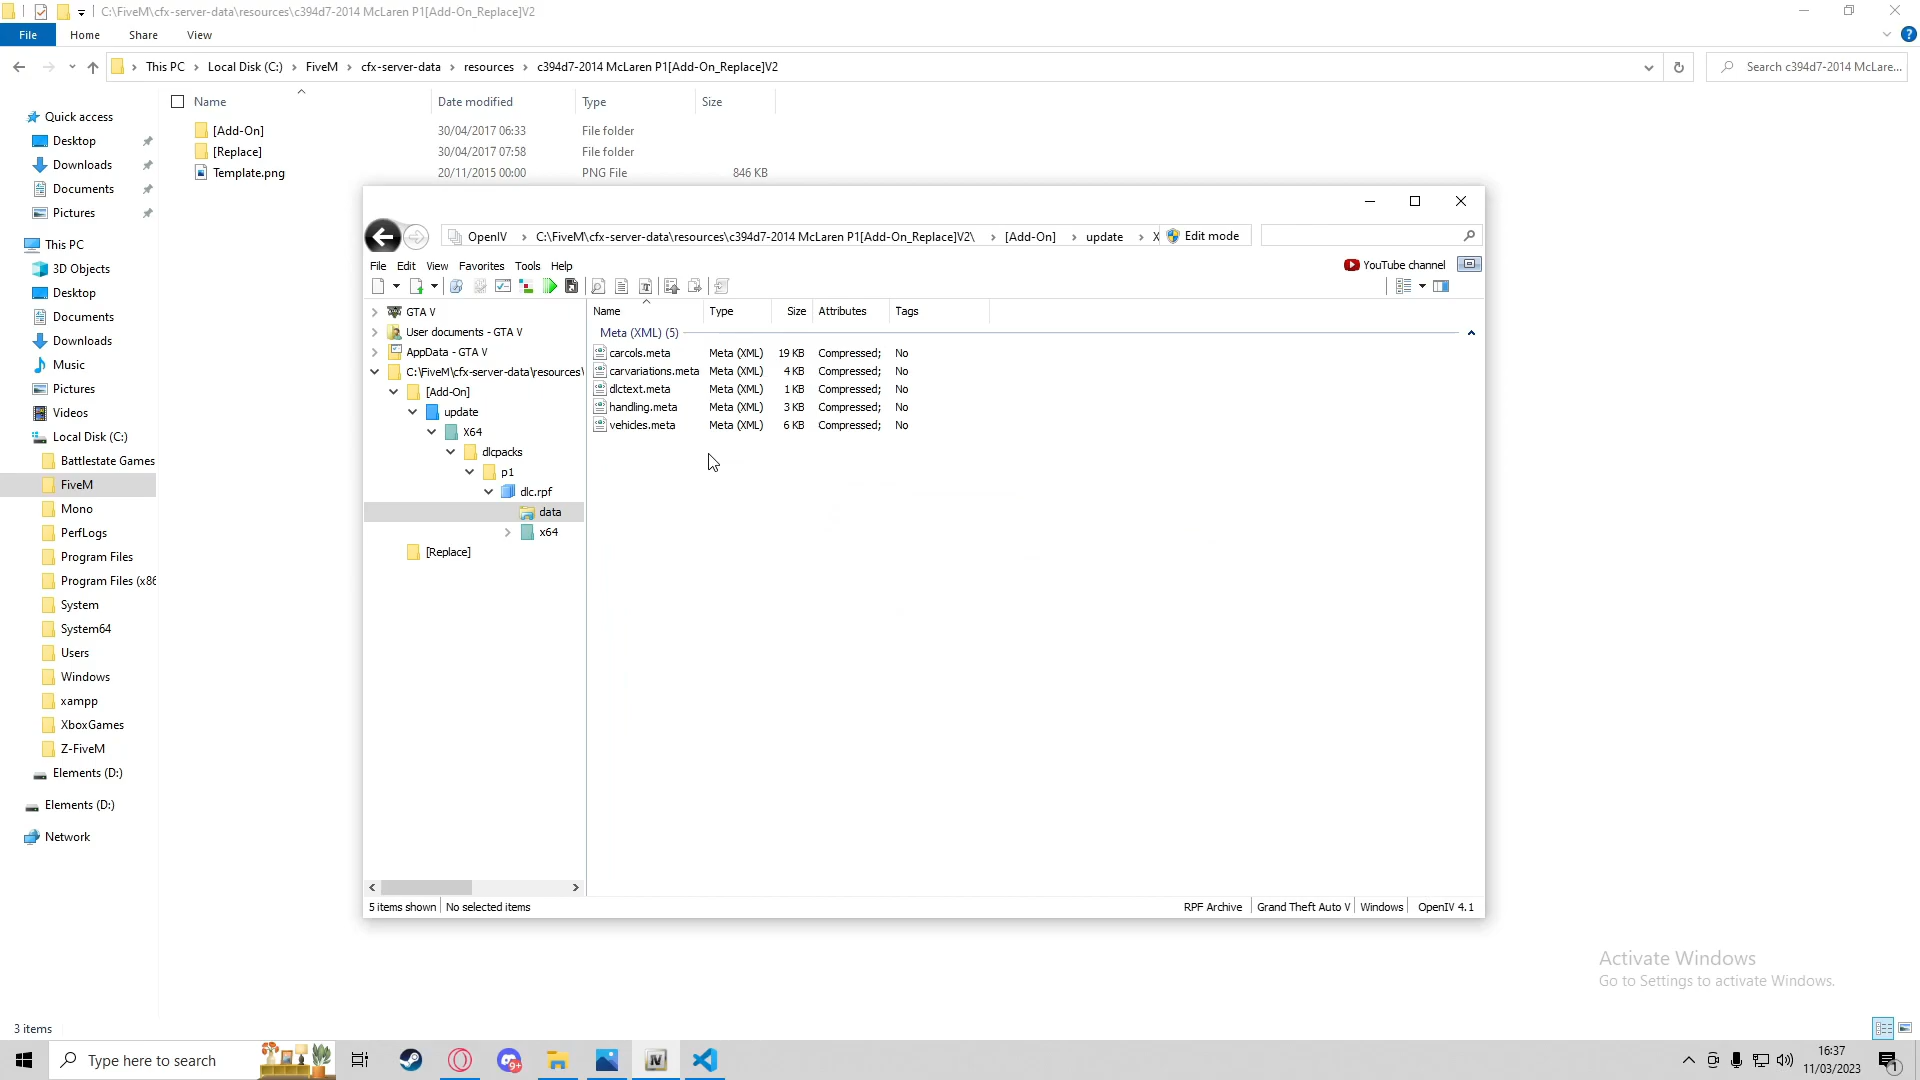 C:\FiveM\cfx-server-data\resources\c394d7-2014 McLaren P1[Add-On_Replace]V2
File Home Share View
This PC Local Disk (C:) FiveM cfx-server-data resources c394d7-2014 McLaren P1[Add-On_Replace]V2
Search c394d7-2014 McLare...
Name Date modified Type Size
[Add-On] 30/04/2017 06:33 File folder
[Replace] 30/04/2017 07:58 File folder
Template.png 20/11/2015 00:00 PNG File 846 KB
Quick access
Desktop
Downloads
Documents
Pictures
This PC
3D Objects
Desktop
Documents
Downloads
Music
Pictures
Videos
Local Disk (C:)
Battlestate Games
FiveM
Mono
PerfLogs
Program Files
Program Files (x86
System
System64
Users
Windows
xampp
XboxGames
Z-FiveM
Elements (D:)
Elements (D:)
Network
3 items
OpenIV C:\FiveM\cfx-server-data\resources\c394d7-2014 McLaren P1[Add-On_Replace]V2\ [Add-On] update X Edit mode
File Edit View Favorites Tools Help
YouTube channel
GTA V
User documents - GTA V
AppData - GTA V
C:\FiveM\cfx-server-data\resources\
[Add-On]
update
X64
dlcpacks
p1
dlc.rpf
data
x64
[Replace]
Name Type Size Attributes Tags
Meta (XML) (5)
carcols.meta Meta (XML) 19 KB Compressed; No
carvariations.meta Meta (XML) 4 KB Compressed; No
dlctext.meta Meta (XML) 1 KB Compressed; No
handling.meta Meta (XML) 3 KB Compressed; No
vehicles.meta Meta (XML) 6 KB Compressed; No
5 items shown No selected items
RPF Archive Grand Theft Auto V Windows OpenIV 4.1
Activate Windows
Go to Settings to activate Windows.
Type here to search
9+
IV
16:37
11/03/2023
1